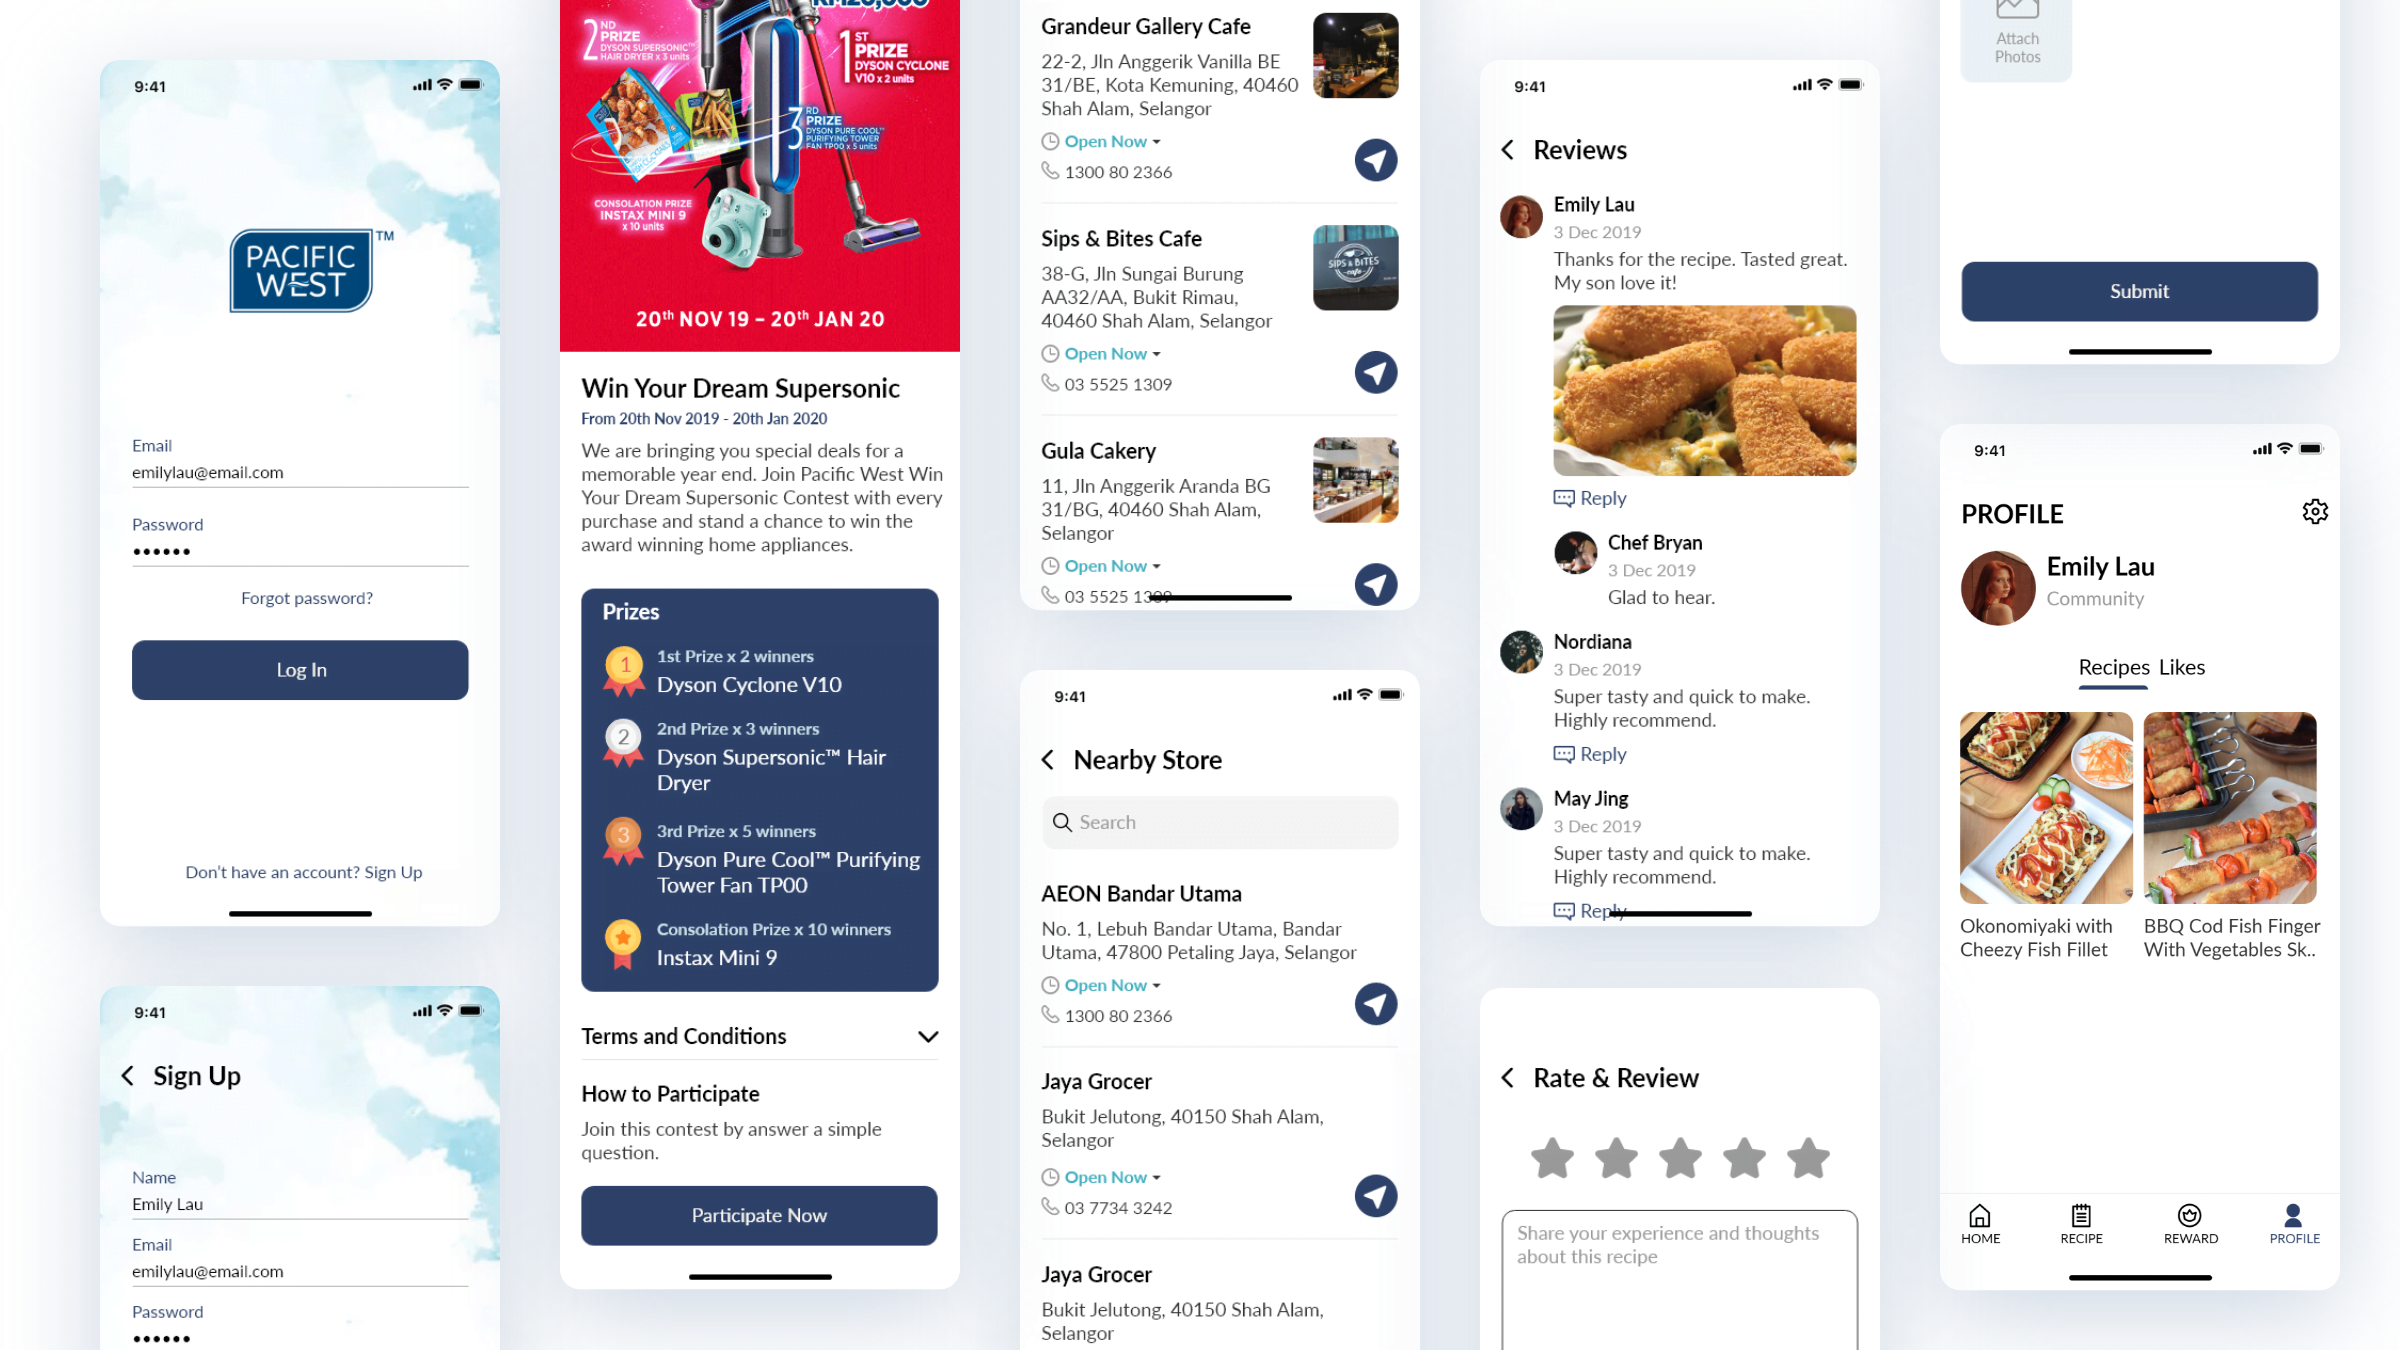 9:41
PACIFIC
WEST
TM
Email
emilylau@email.com
Password
••••••
Forgot password?
Log In
Don't have an account? Sign Up
9:41
Sign Up
Name
Emily Lau
Email
emilylau@email.com
Password
••••••
2ND
PRIZE
DYSON SUPERSONIC™
HAIR DRYER x 3 units
1ST
PRIZE
DYSON CYCLONE
V10 x 2 units
3RD
PRIZE
DYSON PURE COOL™
PURIFYING TOWER
FAN TP00 x 5 units
CONSOLATION PRIZE
INSTAX MINI 9
x 10 units
20th NOV 19 – 20th JAN 20
Win Your Dream Supersonic
From 20th Nov 2019 - 20th Jan 2020
We are bringing you special deals for a
memorable year end. Join Pacific West Win
Your Dream Supersonic Contest with every
purchase and stand a chance to win the
award winning home appliances.
Prizes
1
1st Prize x 2 winners
Dyson Cyclone V10
2
2nd Prize x 3 winners
Dyson Supersonic™ Hair
Dryer
3
3rd Prize x 5 winners
Dyson Pure Cool™ Purifying
Tower Fan TP00
Consolation Prize x 10 winners
Instax Mini 9
Terms and Conditions
How to Participate
Join this contest by answer a simple
question.
Participate Now
Grandeur Gallery Cafe
22-2, Jln Anggerik Vanilla BE
31/BE, Kota Kemuning, 40460
Shah Alam, Selangor
Open Now
1300 80 2366
Sips & Bites Cafe
38-G, Jln Sungai Burung
AA32/AA, Bukit Rimau,
40460 Shah Alam, Selangor
SIPS & BITES
cafe
Open Now
03 5525 1309
Gula Cakery
11, Jln Anggerik Aranda BG
31/BG, 40460 Shah Alam,
Selangor
Open Now
03 5525 1309
9:41
Nearby Store
Search
AEON Bandar Utama
No. 1, Lebuh Bandar Utama, Bandar
Utama, 47800 Petaling Jaya, Selangor
Open Now
1300 80 2366
Jaya Grocer
Bukit Jelutong, 40150 Shah Alam,
Selangor
Open Now
03 7734 3242
Jaya Grocer
Bukit Jelutong, 40150 Shah Alam,
Selangor
9:41
Reviews
Emily Lau
3 Dec 2019
Thanks for the recipe. Tasted great.
My son love it!
Reply
Chef Bryan
3 Dec 2019
Glad to hear.
Nordiana
3 Dec 2019
Super tasty and quick to make.
Highly recommend.
Reply
May Jing
3 Dec 2019
Super tasty and quick to make.
Highly recommend.
Reply
Rate & Review
Share your experience and thoughts
about this recipe
Attach
Photos
Submit
9:41
PROFILE
Emily Lau
Community
Recipes Likes
Okonomiyaki with
Cheezy Fish Fillet
BBQ Cod Fish Finger
With Vegetables Sk..
HOME
RECIPE
REWARD
PROFILE